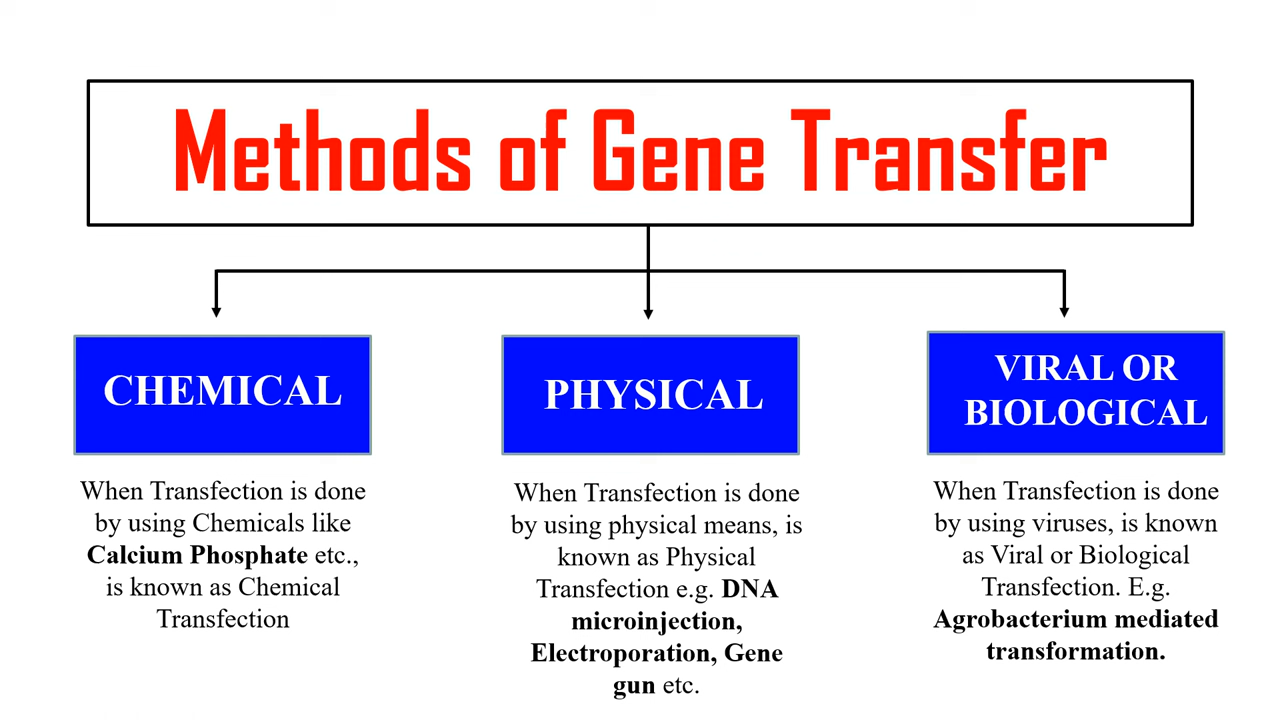 Methods of Gene Transfer
CHEMICAL
When Transfection is done
by using Chemicals like
Calcium Phosphate etc.,
is known as Chemical
Transfection
PHYSICAL
When Transfection is done
by using physical means, is
known as Physical
Transfection e.g. DNA
microinjection,
Electroporation, Gene
gun etc.
VIRAL OR
BIOLOGICAL
When Transfection is done
by using viruses, is known
as Viral or Biological
Transfection. E.g.
Agrobacterium mediated
transformation.